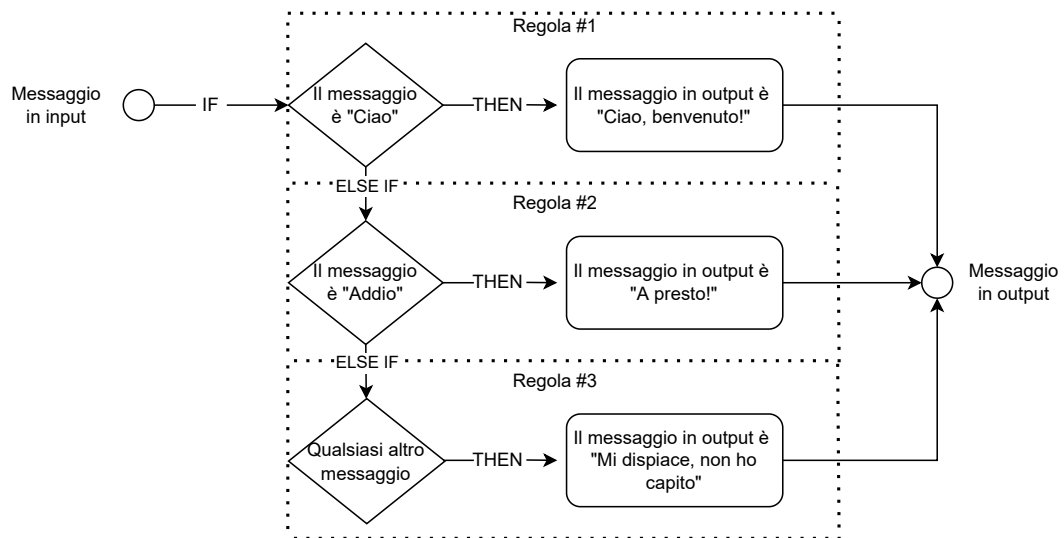 Regola #1
Messaggio
in input
IF
Il messaggio
è "Ciao"
THEN
Il messaggio in output è
"Ciao, benvenuto!"
ELSE IF
Regola #2
Il messaggio
è "Addio"
THEN
Il messaggio in output è
"A presto!"
Messaggio
in output
ELSE IF
Regola #3
Qualsiasi altro
messaggio
THEN
Il messaggio in output è
"Mi dispiace, non ho
capito"